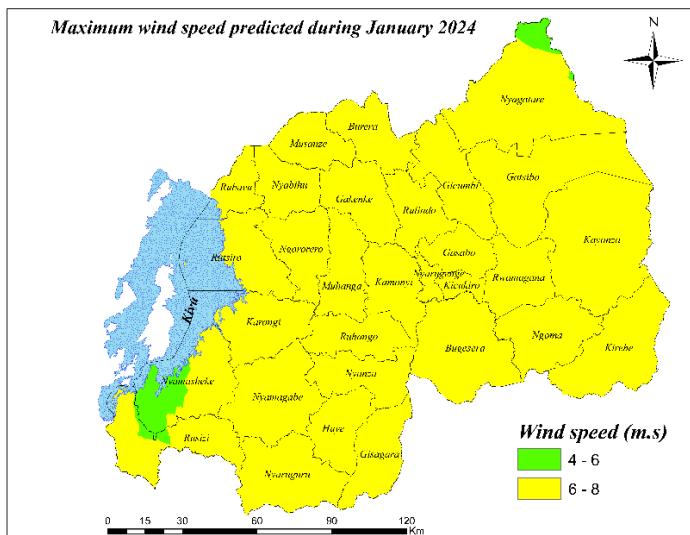 Maximum wind speed predicted during January 2024
N
Nyagatare
Burera
Musanze
Rubavu
Nyabihu
Gakenke
Gicumbi
Gatsibo
Rulindo
Kayonza
Rutsiro
Ngororero
Gasabo
Nyarugenge
Kicukiro
Rwamagana
Muhanga
Kamonyi
Kivu
Karongi
Ruhango
Bugesera
Ngoma
Kirehe
Nyamasheke
Nyanza
Nyamagabe
Huye
Rusizi
Gisagara
Nyaruguru
Wind speed (m.s)
4 - 6
6 - 8
0 15 30 60 90 120
Km